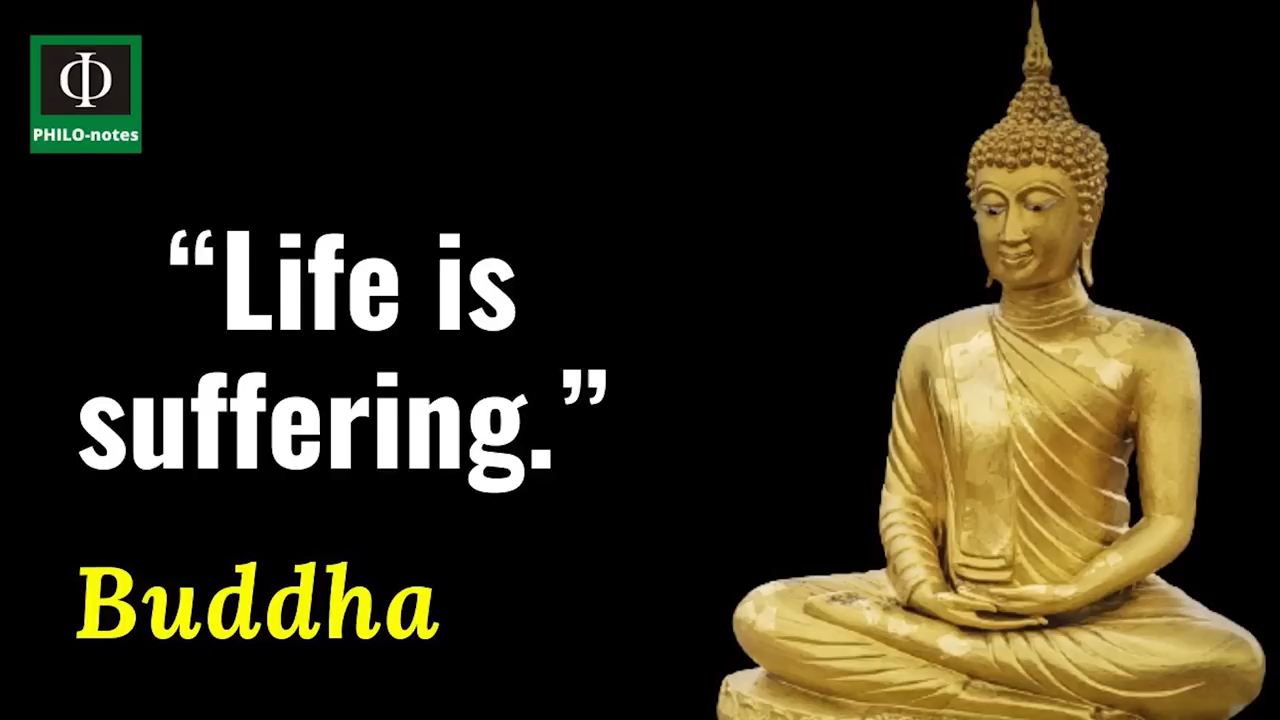 Φ
PHILO-notes
“Life is
suffering.”
Buddha